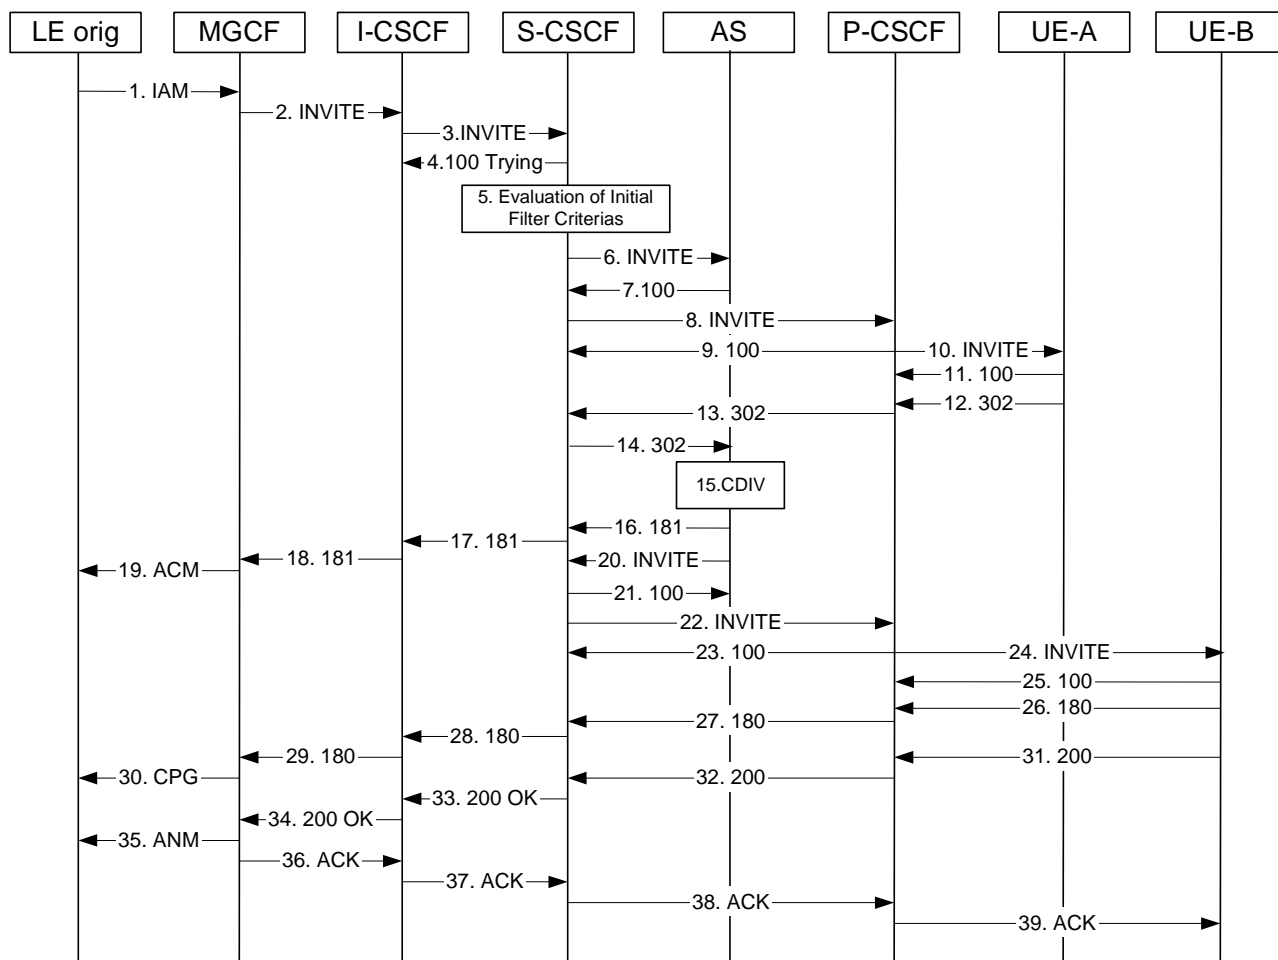 LE orig
MGCF
I-CSCF
S-CSCF
AS
P-CSCF
UE-A
UE-B
1. IAM
2. INVITE
3.INVITE
4.100 Trying
5. Evaluation of Initial
Filter Criterias
6. INVITE
7.100
8. INVITE
9. 100
10. INVITE
11. 100
12. 302
13. 302
14. 302
15.CDIV
16. 181
17. 181
18. 181
19. ACM
20. INVITE
21. 100
22. INVITE
23. 100
24. INVITE
25. 100
26. 180
27. 180
28. 180
29. 180
30. CPG
31. 200
32. 200
33. 200 OK
34. 200 OK
35. ANM
36. ACK
37. ACK
38. ACK
39. ACK